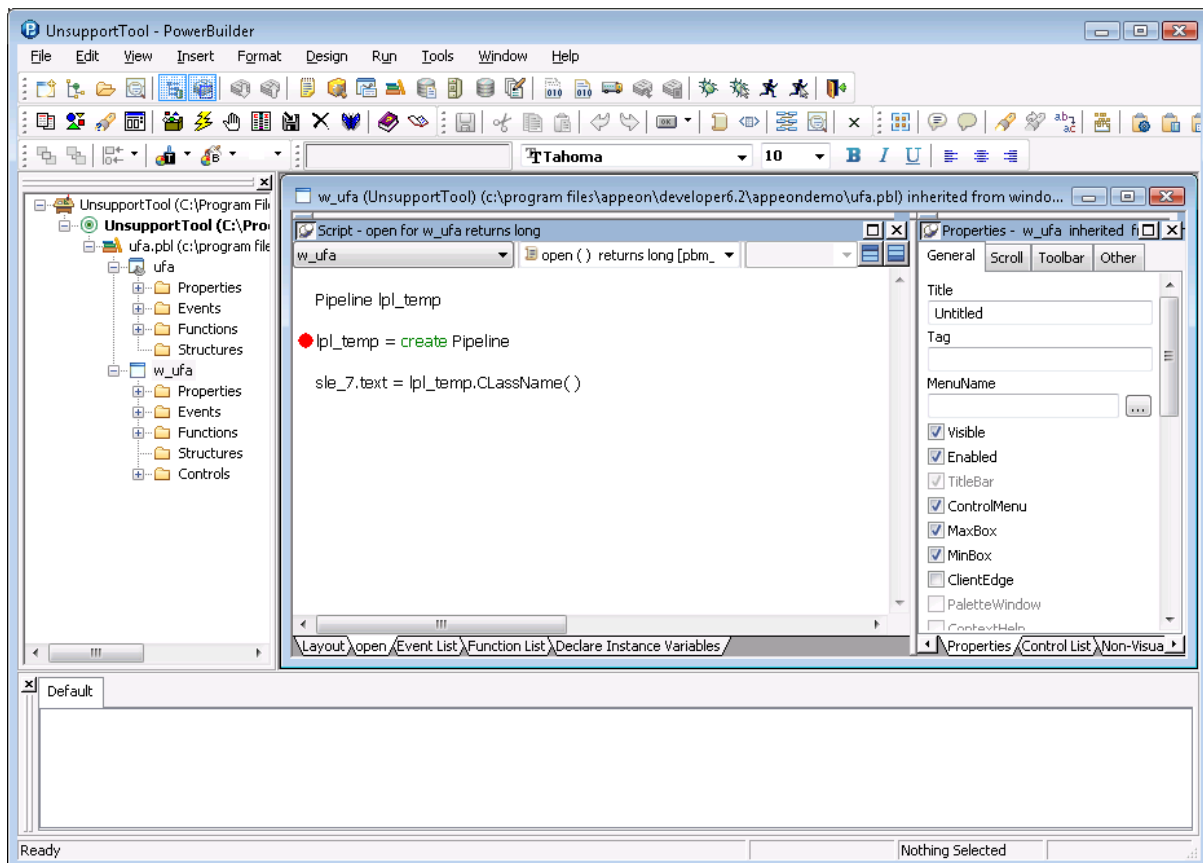 UnsupportTool - PowerBuilder
File Edit View Insert Format Design Run Tools Window Help
Tahoma 10 B I U
UnsupportTool (C:\Program Fil
UnsupportTool (C:\Pro
ufa.pbl (c:\program file
ufa
Properties
Events
Functions
Structures
w_ufa
Properties
Events
Functions
Structures
Controls
w_ufa (UnsupportTool) (c:\program files\appeon\developer6.2\appeondemo\ufa.pbl) inherited from windo...
Script - open for w_ufa returns long
w_ufa open ( ) returns long [pbm_
Pipeline lpl_temp
lpl_temp = create Pipeline
sle_7.text = lpl_temp.CLassName( )
Layout open Event List Function List Declare Instance Variables
Properties - w_ufa inherited f
General Scroll Toolbar Other
Title
Untitled
Tag
MenuName
...
Visible
Enabled
TitleBar
ControlMenu
MaxBox
MinBox
ClientEdge
PaletteWindow
ContextHelp
Properties Control List Non-Visua
Default
Ready Nothing Selected